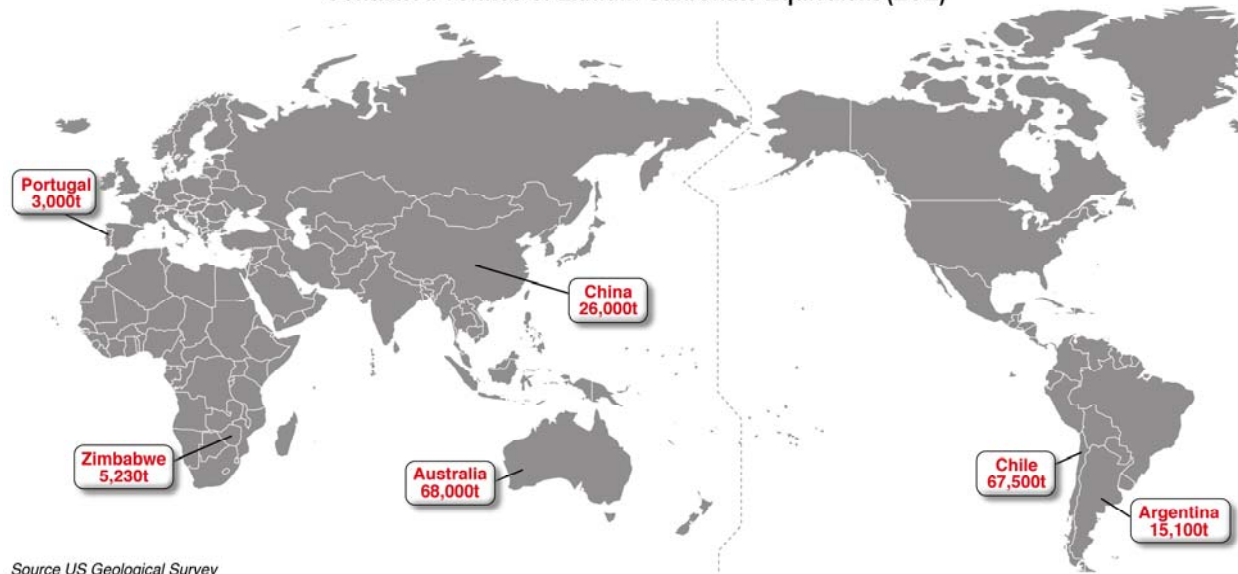 Portugal
3,000t
China
26,000t
Zimbabwe
5,230t
Australia
68,000t
Chile
67,500t
Argentina
15,100t
Source US Geological Survey